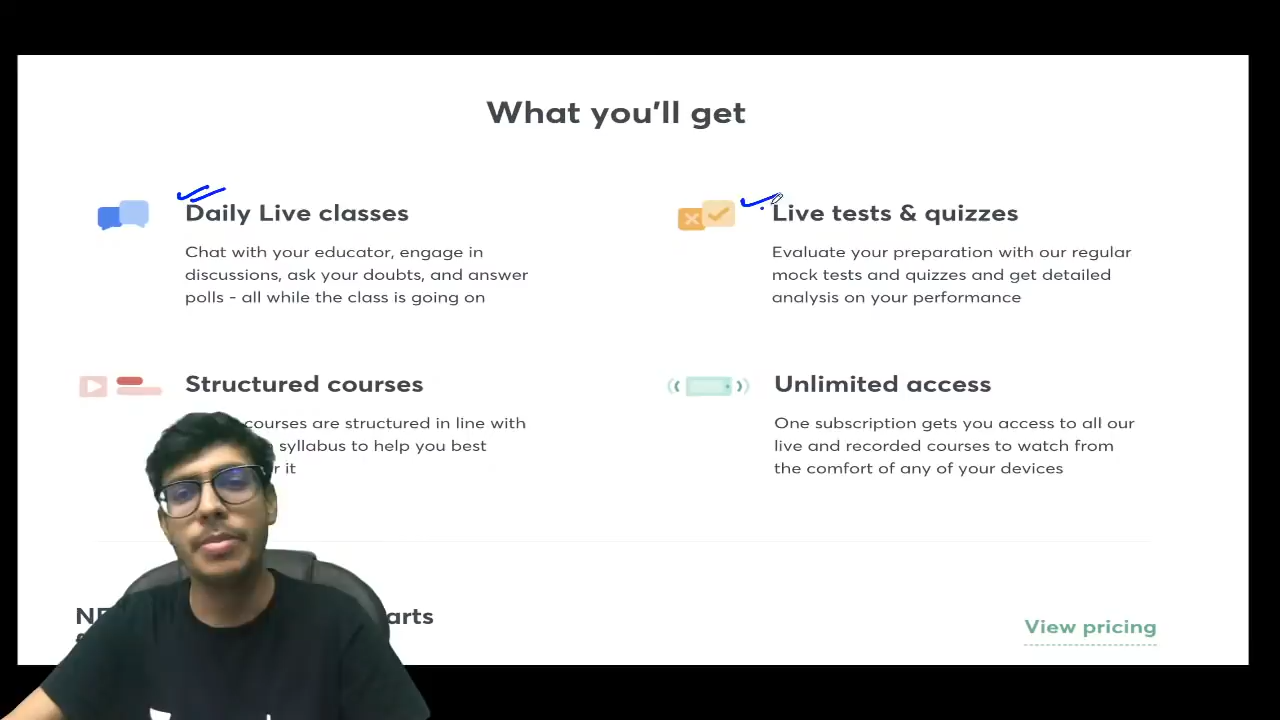 What you'll get
Daily Live classes
Chat with your educator, engage in
discussions, ask your doubts, and answer
polls - all while the class is going on
Live tests & quizzes
Evaluate your preparation with our regular
mock tests and quizzes and get detailed
analysis on your performance
Structured courses
courses are structured in line with
syllabus to help you best
it
Unlimited access
One subscription gets you access to all our
live and recorded courses to watch from
the comfort of any of your devices
View pricing